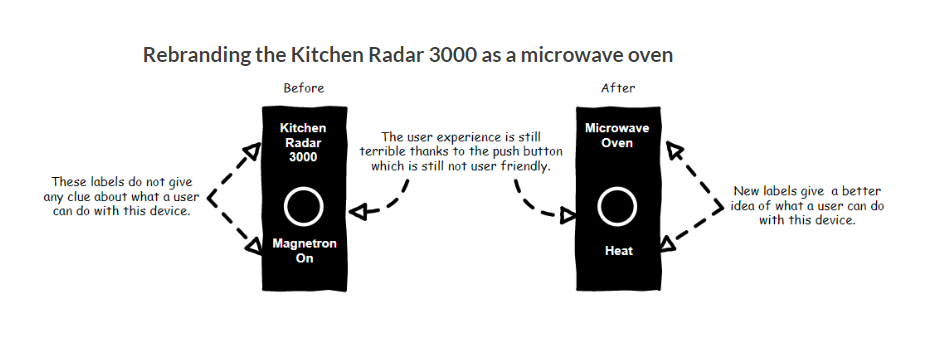 Rebranding the Kitchen Radar 3000 as a microwave oven
Before
After
Kitchen
Radar
3000
Magnetron
On
These labels do not give
any clue about what a user
can do with this device.
The user experience is still
terrible thanks to the push button
which is still not user friendly.
Microwave
Oven
Heat
New labels give a better
idea of what a user can do
with this device.